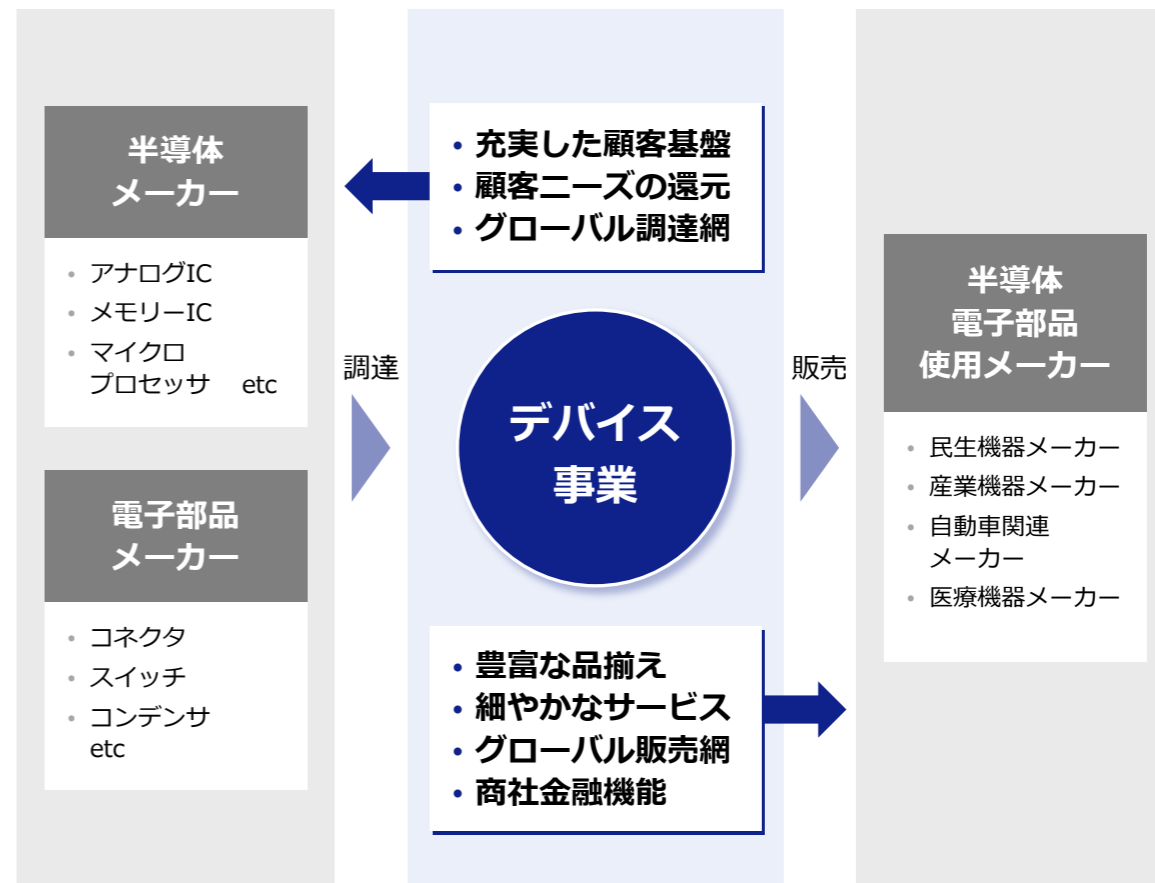 半導体
メーカー
• アナログIC
• メモリーIC
• マイクロ
プロセッサ etc
電子部品
メーカー
• コネクタ
• スイッチ
• コンデンサ
etc
調達
• 充実した顧客基盤
• 顧客ニーズの還元
• グローバル調達網
デバイス
事業
• 豊富な品揃え
• 細やかなサービス
• グローバル販売網
• 商社金融機能
販売
半導体
電子部品
使用メーカー
• 民生機器メーカー
• 産業機器メーカー
• 自動車関連
メーカー
• 医療機器メーカー